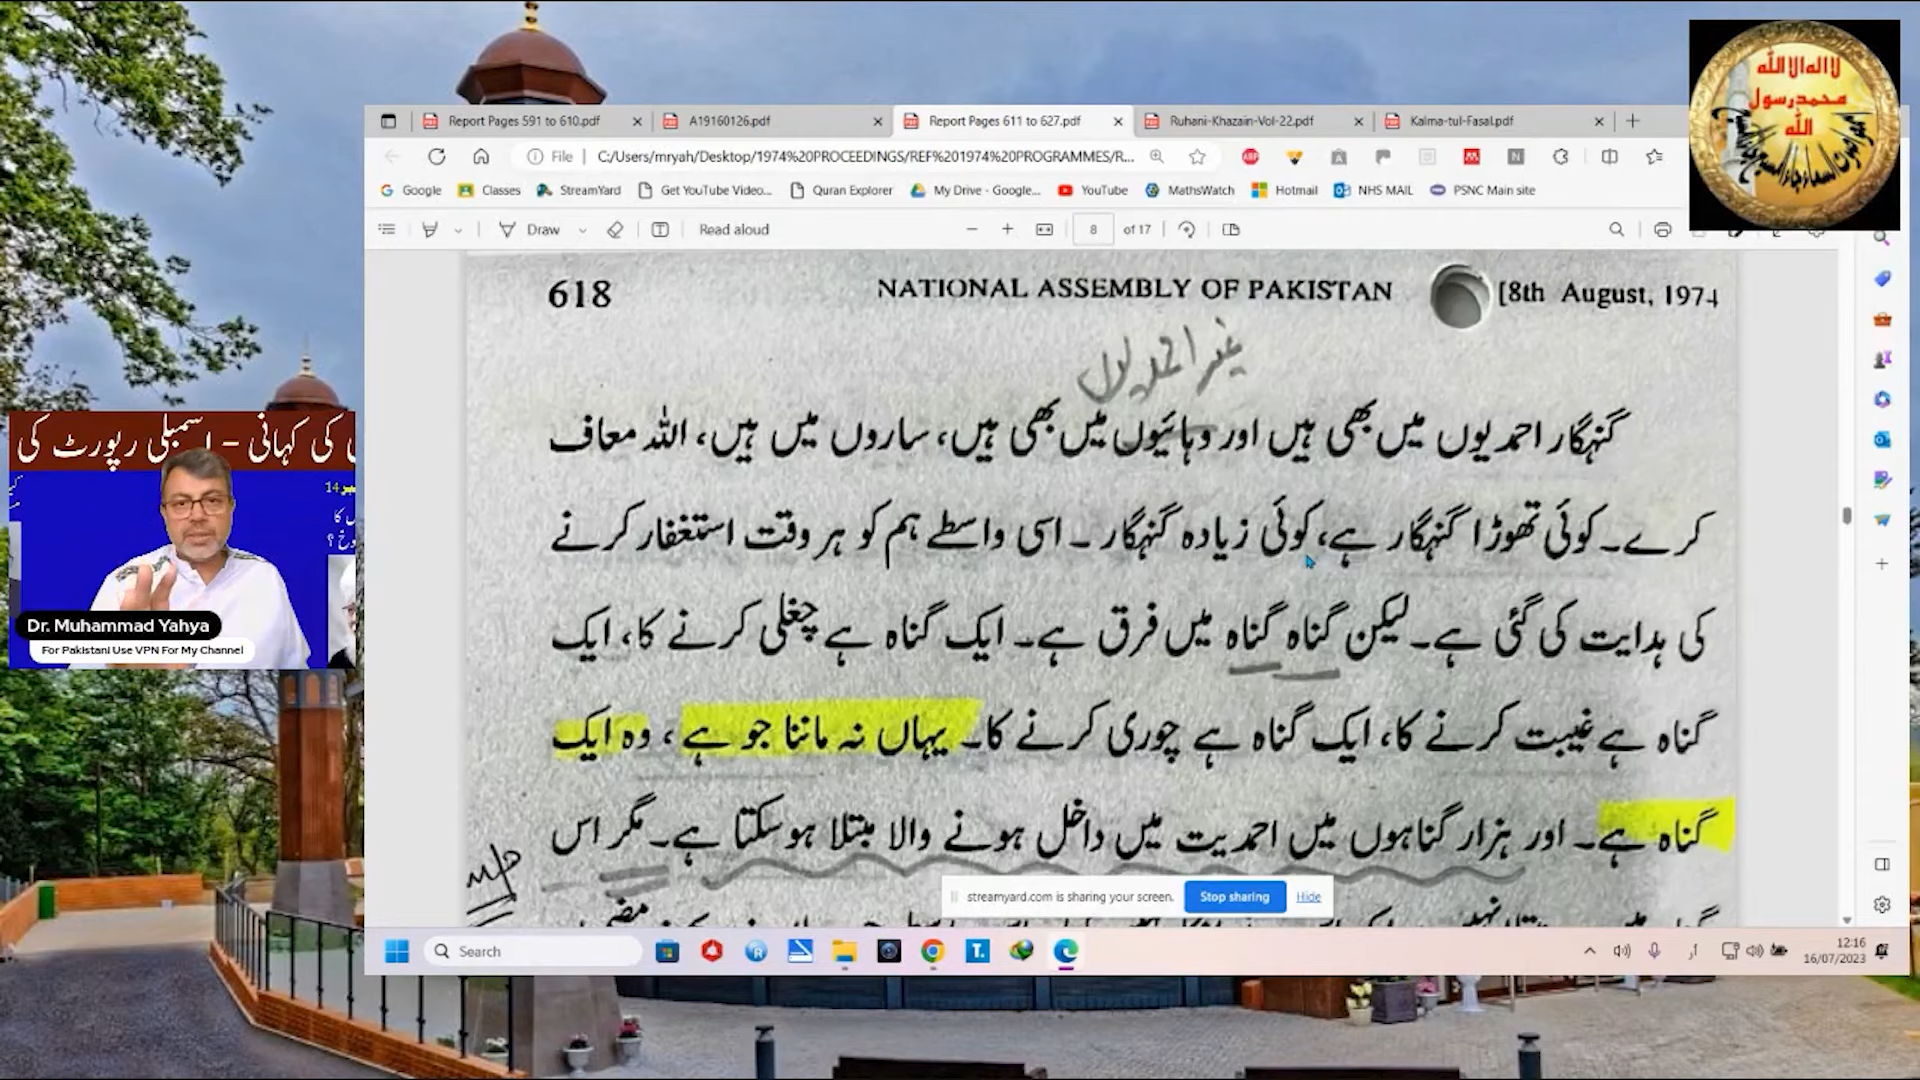 Report Pages 591 to 610.pdf
A19160126.pdf
Report Pages 611 to 627.pdf
Ruhani-Khazain-Vol-22.pdf
Kalma-tul-Fasal.pdf
File
C:/Users/mryah/Desktop/1974%20PROCEEDINGS/REF%201974%20PROGRAMMES/R...
Google
Classes
StreamYard
Get YouTube Video...
Quran Explorer
My Drive - Google...
YouTube
MathsWatch
Hotmail
NHS MAIL
PSNC Main site
Draw
Read aloud
8
of 17
لا اله الا الله
محمد رسول
الله
618
NATIONAL ASSEMBLY OF PAKISTAN
[8th August, 1974
غیر احمدیوں
گنہگار احمدیوں میں بھی ہیں اور وہابیوں میں بھی ہیں، ساروں میں ہیں، اللہ معاف
کرے۔ کوئی تھوڑا گنہگار ہے، کوئی زیادہ گنہگار۔ اسی واسطے ہم کو ہر وقت استغفار کرنے
کی ہدایت کی گئی ہے۔ لیکن گناہ گناہ میں فرق ہے۔ ایک گناہ ہے چغلی کرنے کا، ایک
گناہ ہے غیبت کرنے کا، ایک گناہ ہے چوری کرنے کا۔ یہاں نہ ماننا جو ہے، وہ ایک
گناہ ہے۔ اور ہزار گناہوں میں احمدیت میں داخل ہونے والا مبتلا ہو سکتا ہے۔ مگر اس
کی کہانی - اسمبلی رپورٹ کی
14
Dr. Muhammad Yahya
For Pakistani Use VPN For My Channel
streamyard.com is sharing your screen.
Stop sharing
Hide
Search
12:16
16/07/2023